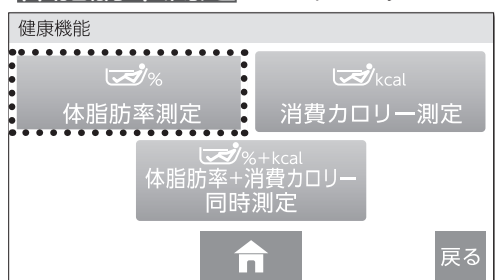 健康機能
%
体脂肪率測定
kcal
消費カロリー測定
%+kcal
体脂肪率+消費カロリー
同時測定
戻る